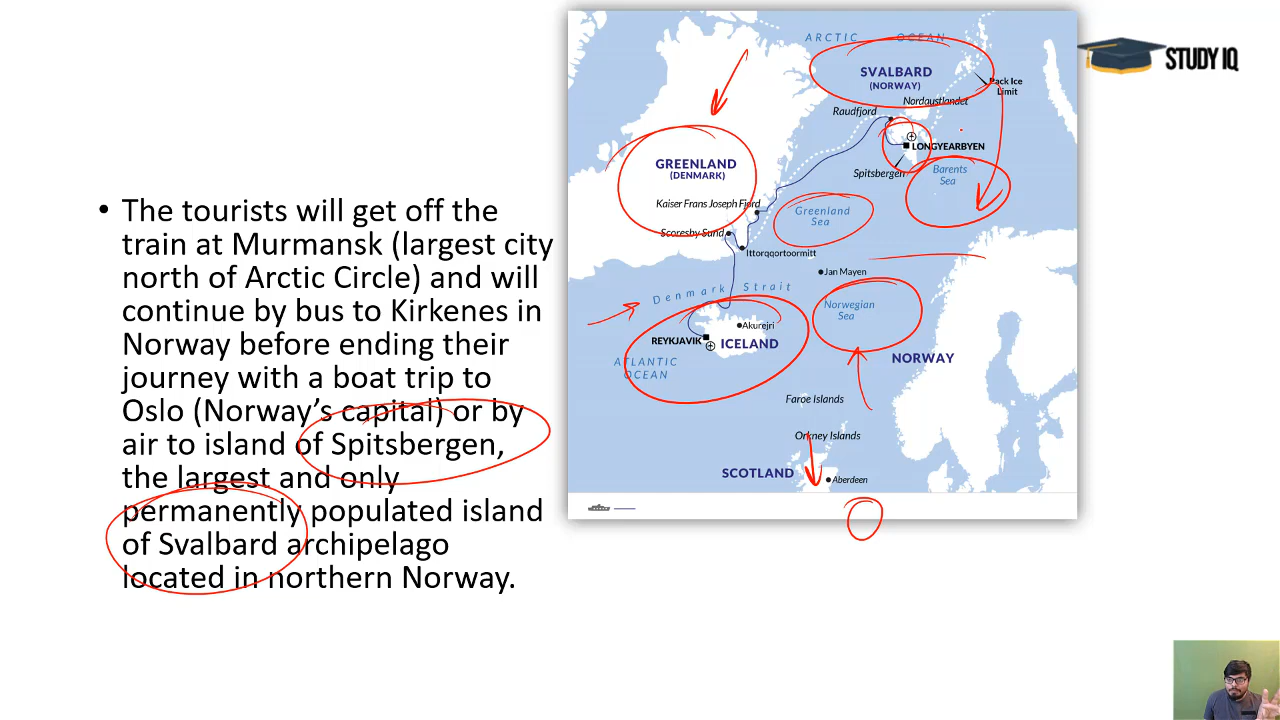 • The tourists will get off the
train at Murmansk (largest city
north of Arctic Circle) and will
continue by bus to Kirkenes in
Norway before ending their
journey with a boat trip to
Oslo (Norway's capital) or by
air to island of Spitsbergen,
the largest and only
permanently populated island
of Svalbard archipelago
located in northern Norway.
ARCTIC OCEAN
SVALBARD
(NORWAY)
Pack Ice
Limit
Nordaustlandet
Raudfjord
LONGYEARBYEN
Spitsbergen
Barents
Sea
GREENLAND
(DENMARK)
Kaiser Frans Joseph Fjord
Greenland
Sea
Scoresby Sund
Ittorqqortoormitt
Jan Mayen
Denmark Strait
Norwegian
Sea
Akurejri
REYKJAVIK
ICELAND
ATLANTIC
OCEAN
NORWAY
Faroe Islands
Orkney Islands
SCOTLAND
Aberdeen
STUDY IQ